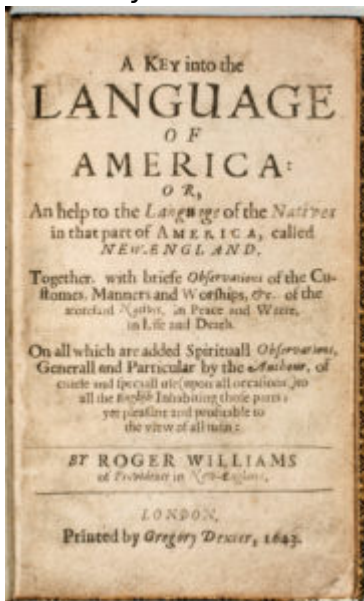 A KEY into the
LANGUAGE
OF
AMERICA:
OR,
An help to the Language of the Natives
in that part of AMERICA, called
NEW-ENGLAND.
Together, with briefe Observations of the Cu-
stomes, Manners and Worships, &c. of the
aforesaid Natives, in Peace and Warre,
in Life and Death.
On all which are added Spirituall Observations,
Generall and Particular by the Authour, of
chiefe and speciall use (upon all occasions,) to
all the English Inhabiting those parts;
yet pleasant and profitable to
the view of all men:
BY ROGER WILLIAMS
of Providence in New-England.
LONDON,
Printed by Gregory Dexter, 1643.